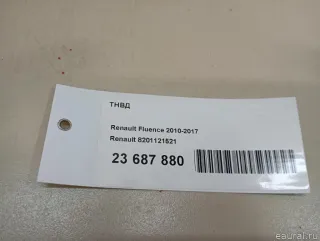 ТНВД
Renault Fluence 2010-2017
Renault 8201121521
23 687 880
eaural.ru